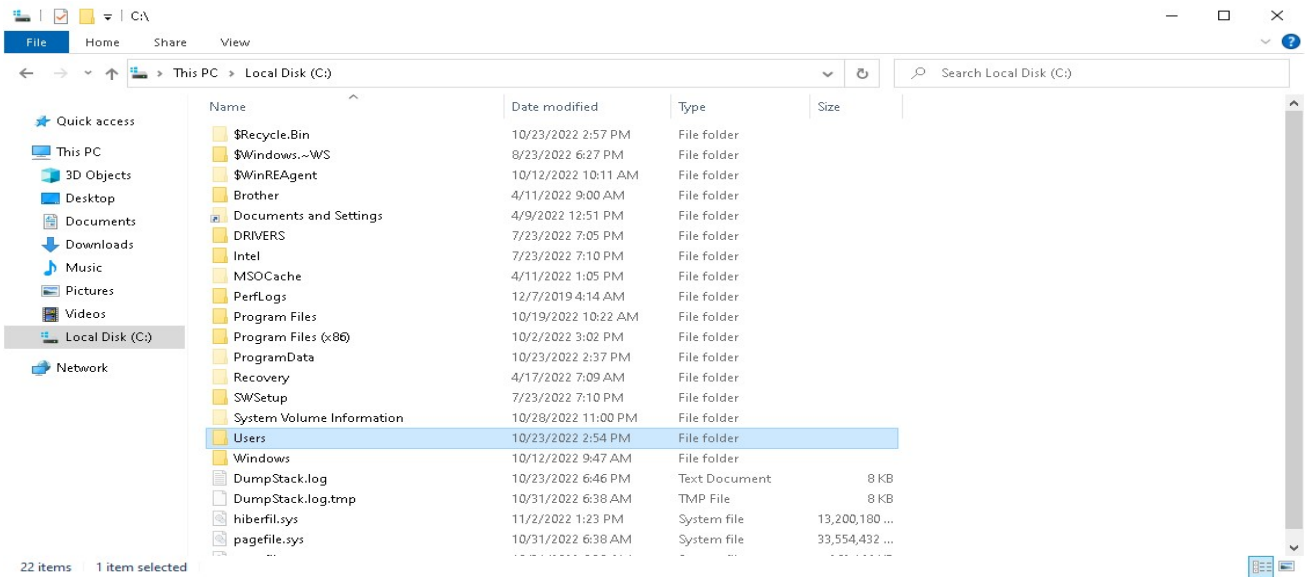 C:\
File Home Share View
This PC > Local Disk (C:) Search Local Disk (C:)
Quick access
This PC
3D Objects
Desktop
Documents
Downloads
Music
Pictures
Videos
Local Disk (C:)
Network
Name Date modified Type Size
$Recycle.Bin 10/23/2022 2:57 PM File folder
$Windows.~WS 8/23/2022 6:27 PM File folder
$WinREAgent 10/12/2022 10:11 AM File folder
Brother 4/11/2022 9:00 AM File folder
Documents and Settings 4/9/2022 12:51 PM File folder
DRIVERS 7/23/2022 7:05 PM File folder
Intel 7/23/2022 7:10 PM File folder
MSOCache 4/11/2022 1:05 PM File folder
PerfLogs 12/7/2019 4:14 AM File folder
Program Files 10/19/2022 10:22 AM File folder
Program Files (x86) 10/2/2022 3:02 PM File folder
ProgramData 10/23/2022 2:37 PM File folder
Recovery 4/17/2022 7:09 AM File folder
SWSetup 7/23/2022 7:10 PM File folder
System Volume Information 10/28/2022 11:00 PM File folder
Users 10/23/2022 2:54 PM File folder
Windows 10/12/2022 9:47 AM File folder
DumpStack.log 10/23/2022 6:46 PM Text Document 8 KB
DumpStack.log.tmp 10/31/2022 6:38 AM TMP File 8 KB
hiberfil.sys 11/2/2022 1:23 PM System file 13,200,180 ...
pagefile.sys 10/31/2022 6:38 AM System file 33,554,432 ...
22 items 1 item selected